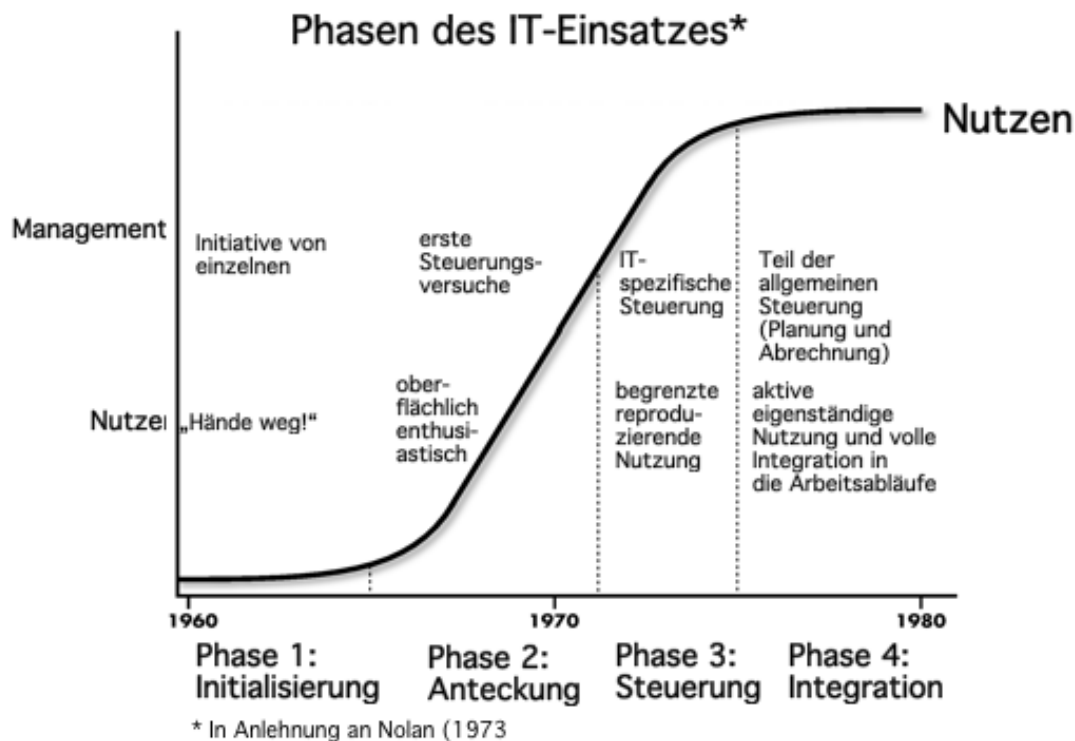 Phasen des IT-Einsatzes*
Nutzen
Management
Initiative von
einzelnen
erste
Steuerungs-
versuche
IT-
spezifische
Steuerung
Teil der
allgemeinen
Steuerung
(Planung und
Abrechnung)
Nutzer
„Hände weg!“
ober-
flächlich
enthusi-
astisch
begrenzte
reprodu-
zierende
Nutzung
aktive
eigenständige
Nutzung und volle
Integration in
die Arbeitsabläufe
1960
1970
1980
Phase 1:
Initialisierung
Phase 2:
Anteckung
Phase 3:
Steuerung
Phase 4:
Integration
* In Anlehnung an Nolan (1973